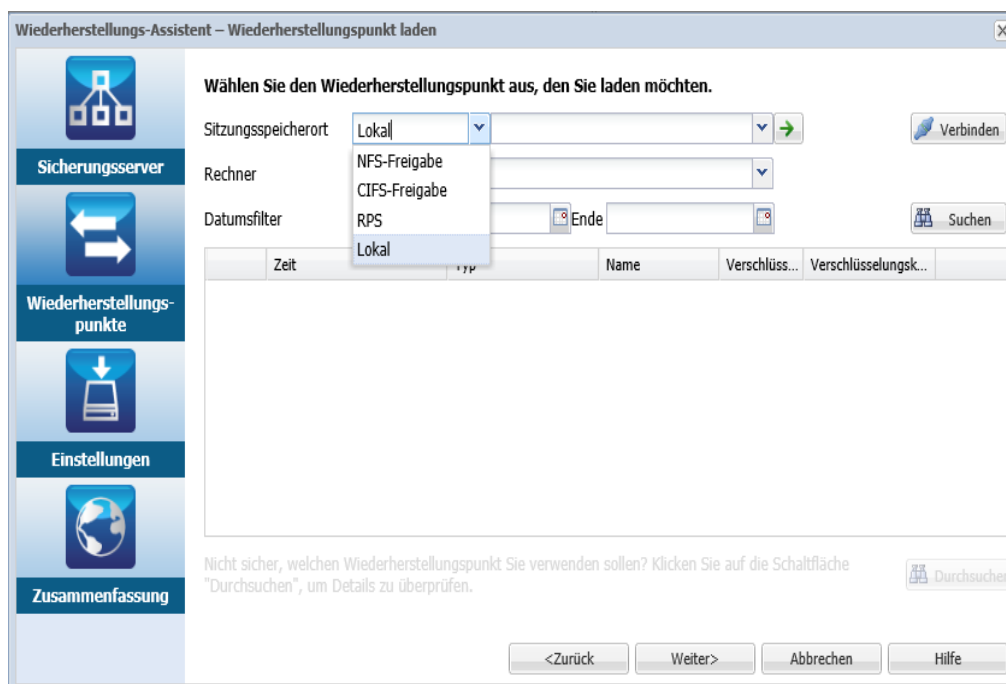 Wiederherstellungs-Assistent – Wiederherstellungspunkt laden
Sicherungsserver
Wiederherstellungs-
punkte
Einstellungen
Zusammenfassung
Wählen Sie den Wiederherstellungspunkt aus, den Sie laden möchten.
Sitzungsspeicherort Lokal Verbinden
NFS-Freigabe
CIFS-Freigabe
RPS
Lokal
Rechner
Datumsfilter Ende Suchen
Zeit Typ Name Verschlüss... Verschlüsselungsk...
Nicht sicher, welchen Wiederherstellungspunkt Sie verwenden sollen? Klicken Sie auf die Schaltfläche
"Durchsuchen", um Details zu überprüfen.
Durchsuchen
<Zurück Weiter> Abbrechen Hilfe